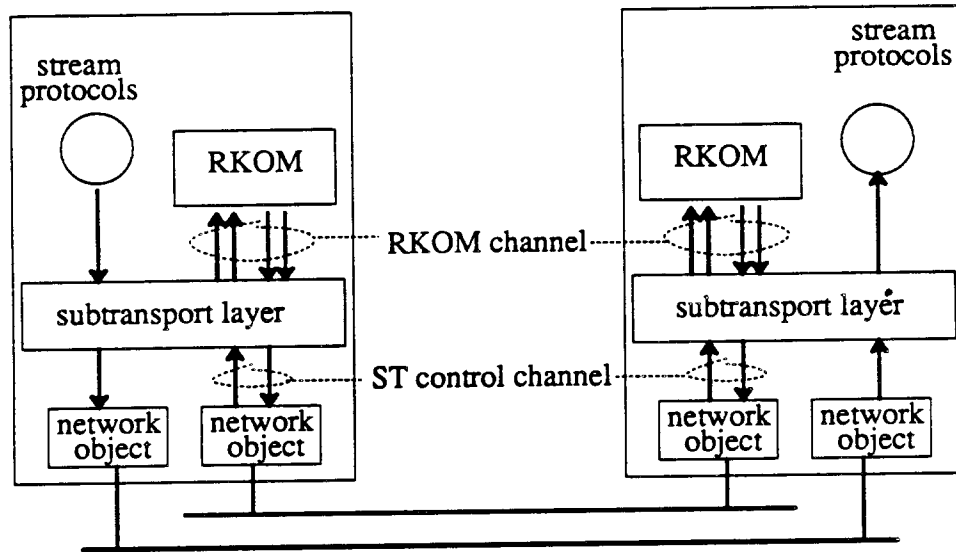 stream
protocols
stream
protocols
RKOM
RKOM
RKOM channel
subtransport layer
subtransport layer
ST control channel
network
object
network
object
network
object
network
object